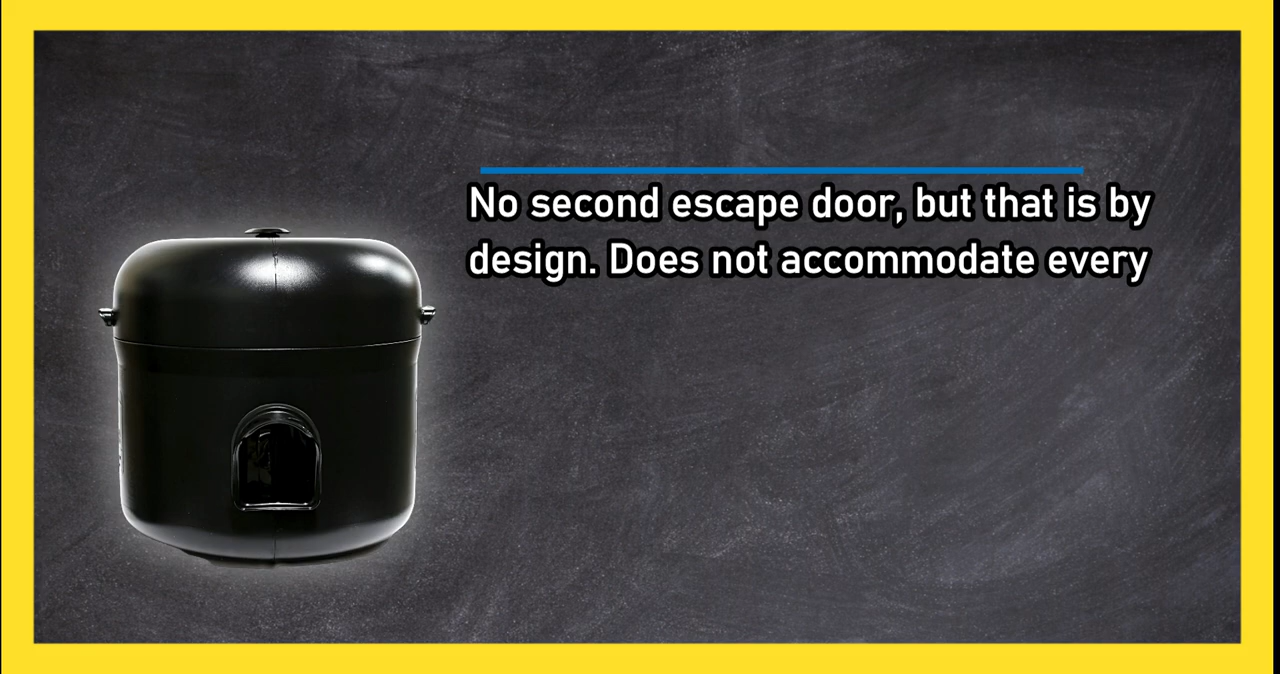 No second escape door, but that is by
design. Does not accommodate every